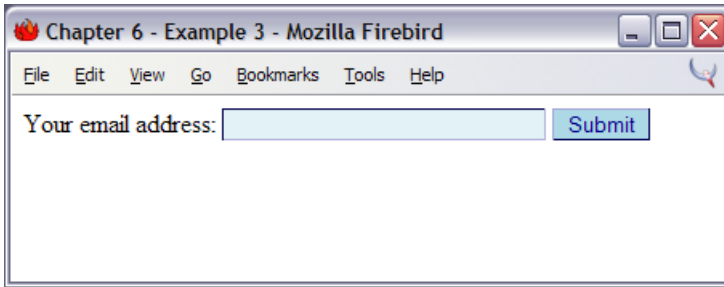 Chapter 6 - Example 3 - Mozilla Firebird
File Edit View Go Bookmarks Tools Help
Your email address: Submit